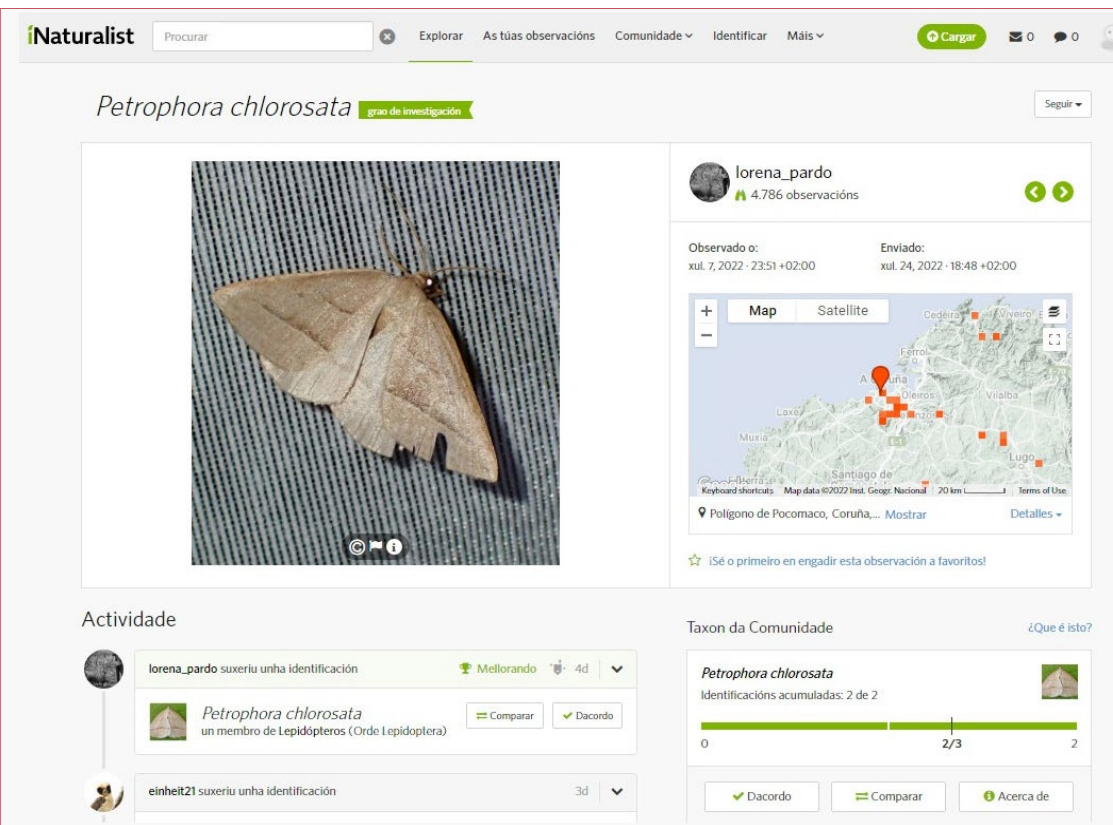 iNaturalist
Procurar
Explorar As túas observacións Comunidade Identificar Máis
Cargar 0 0
Petrophora chlorosata grao de investigación
Seguir
lorena_pardo
4.786 observacións
Observado o: Enviado:
xul. 7, 2022 · 23:51 +02:00 xul. 24, 2022 · 18:48 +02:00
+ Map Satellite
−
Cedeira Viveiro
Ferrol
A Coruña
Oleiros Vilalba
Laxe
Muxia
E-1
Lugo
Santiago de
Keyboard shortcuts Map data ©2022 Inst. Geogr. Nacional 20 km Terms of Use
Polígono de Pocomaco, Coruña,... Mostrar Detalles
¡Sé o primeiro en engadir esta observación a favoritos!
Actividade
lorena_pardo suxeriu unha identificación Mellorando 4d
Petrophora chlorosata
un membro de Lepidópteros (Orde Lepidoptera)
Comparar Dacordo
einheit21 suxeriu unha identificación 3d
Taxon da Comunidade ¿Que é isto?
Petrophora chlorosata
Identificacións acumuladas: 2 de 2
0 2/3 2
Dacordo Comparar Acerca de